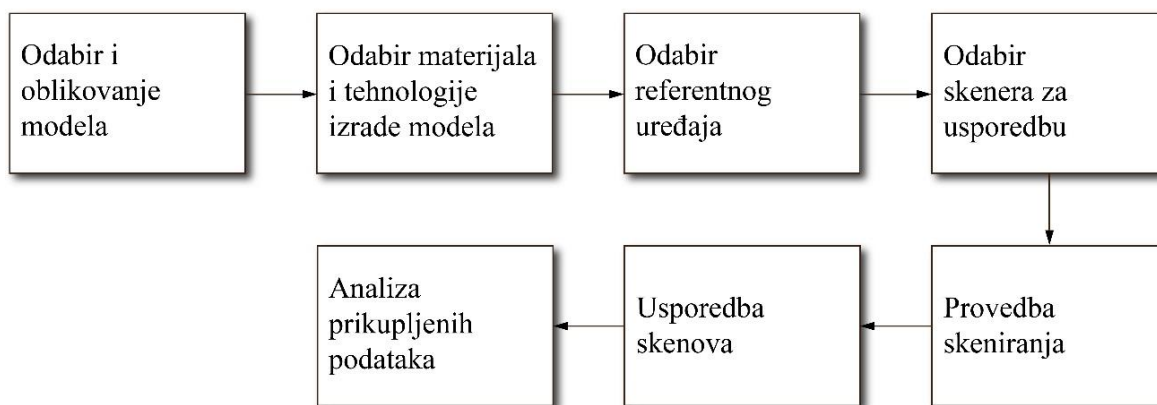 Odabir i
oblikovanje
modela
Odabir materijala
i tehnologije
izrade modela
Odabir
referentnog
uređaja
Odabir
skenera za
usporedbu
Provedba
skeniranja
Usporedba
skenova
Analiza
prikupljenih
podataka